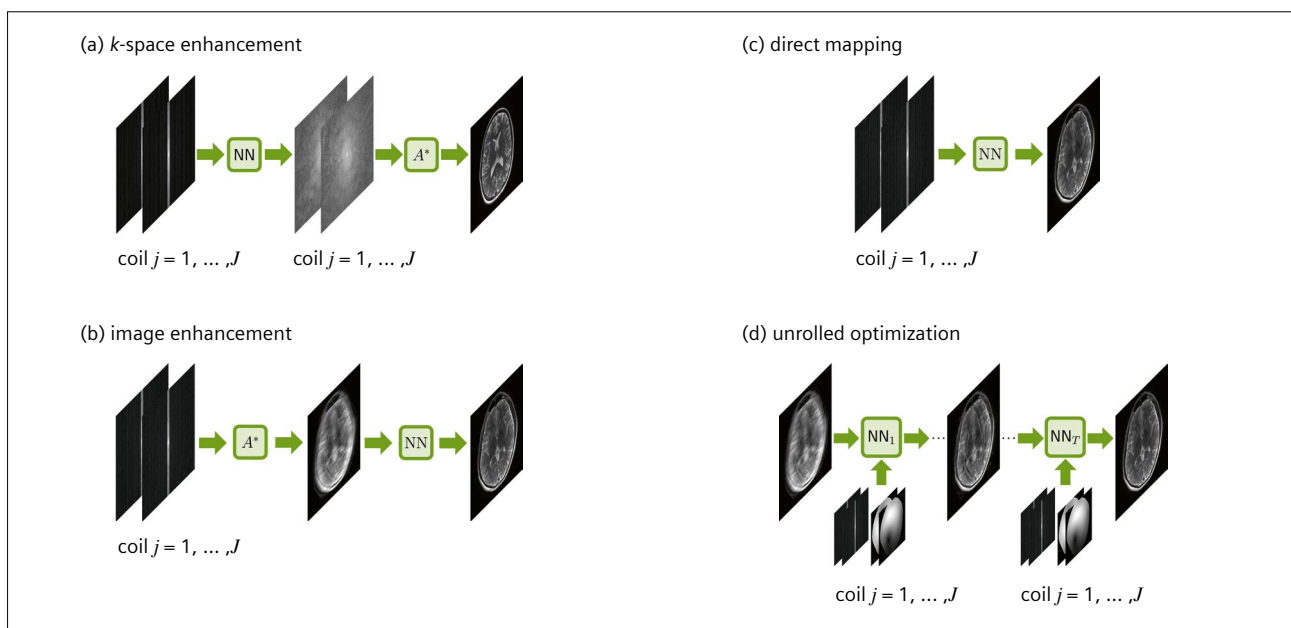 (a) k-space enhancement
NN
A*
coil j = 1, ... ,J
coil j = 1, ... ,J
(b) image enhancement
A*
NN
coil j = 1, ... ,J
(c) direct mapping
NN
coil j = 1, ... ,J
(d) unrolled optimization
NN1
...
...
NNT
coil j = 1, ... ,J
coil j = 1, ... ,J